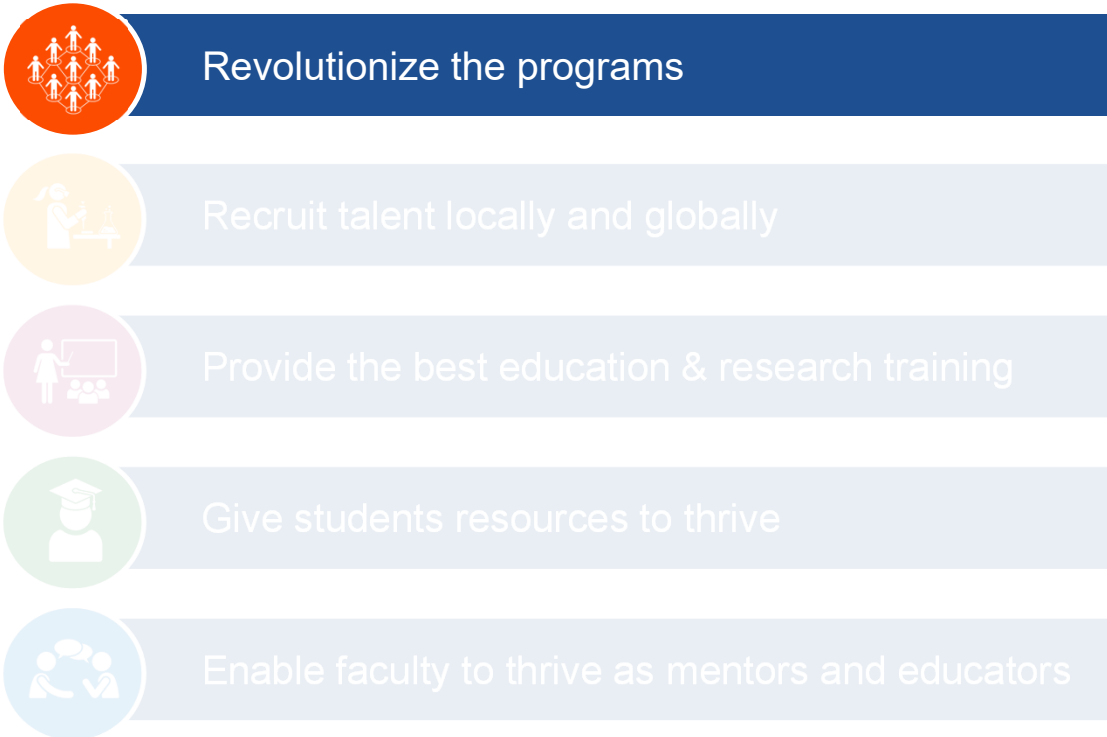 Revolutionize the programs
Recruit talent locally and globally
Provide the best education & research training
Give students resources to thrive
Enable faculty to thrive as mentors and educators